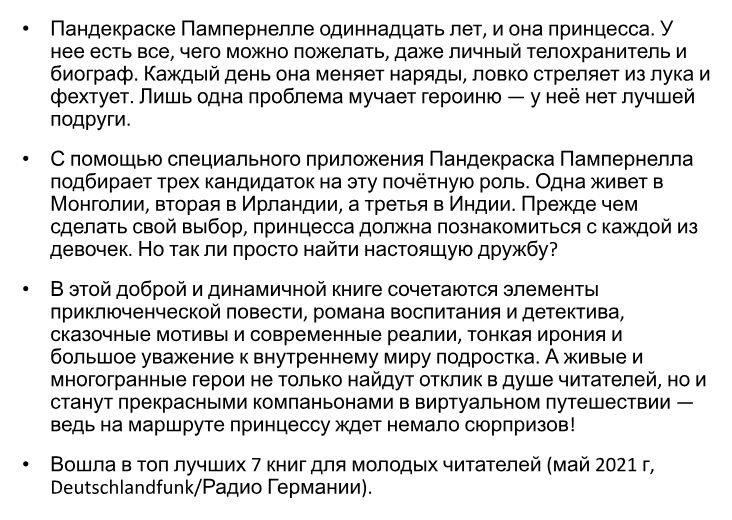 • Пандекраске Пампернелле одиннадцать лет, и она принцесса. У
нее есть все, чего можно пожелать, даже личный телохранитель и
биограф. Каждый день она меняет наряды, ловко стреляет из лука и
фехтует. Лишь одна проблема мучает героиню — у неё нет лучшей
подруги.
• С помощью специального приложения Пандекраска Пампернелла
подбирает трех кандидаток на эту почётную роль. Одна живет в
Монголии, вторая в Ирландии, а третья в Индии. Прежде чем
сделать свой выбор, принцесса должна познакомиться с каждой из
девочек. Но так ли просто найти настоящую дружбу?
• В этой доброй и динамичной книге сочетаются элементы
приключенческой повести, романа воспитания и детектива,
сказочные мотивы и современные реалии, тонкая ирония и
большое уважение к внутреннему миру подростка. А живые и
многогранные герои не только найдут отклик в душе читателей, но и
станут прекрасными компаньонами в виртуальном путешествии —
ведь на маршруте принцессу ждет немало сюрпризов!
• Вошла в топ лучших 7 книг для молодых читателей (май 2021 г,
Deutschlandfunk/Радио Германии).